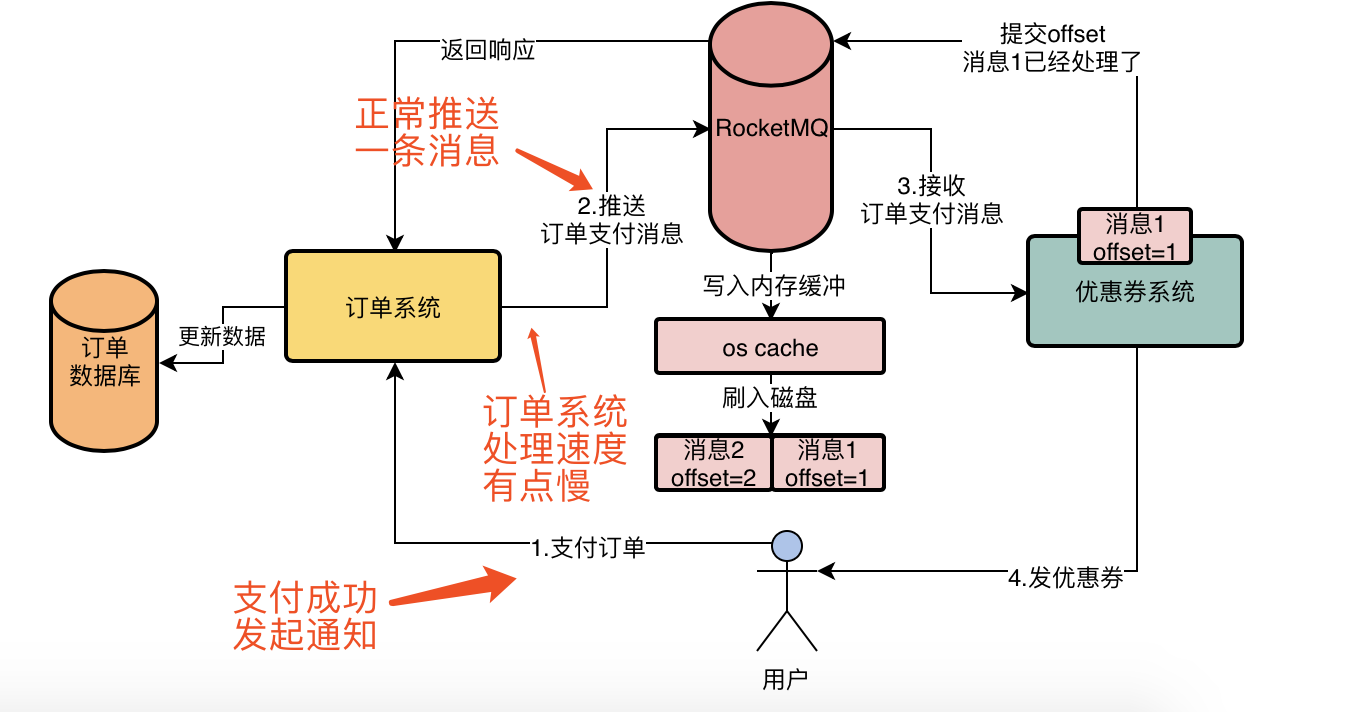 返回响应
提交offset
消息1已经处理了
正常推送
一条消息
RocketMQ
2.推送
订单支付消息
3.接收
订单支付消息
消息1
offset=1
优惠券系统
订单系统
更新数据
订单
数据库
写入内存缓冲
os cache
刷入磁盘
消息2
offset=2
消息1
offset=1
订单系统
处理速度
有点慢
1.支付订单
4.发优惠券
支付成功
发起通知
用户